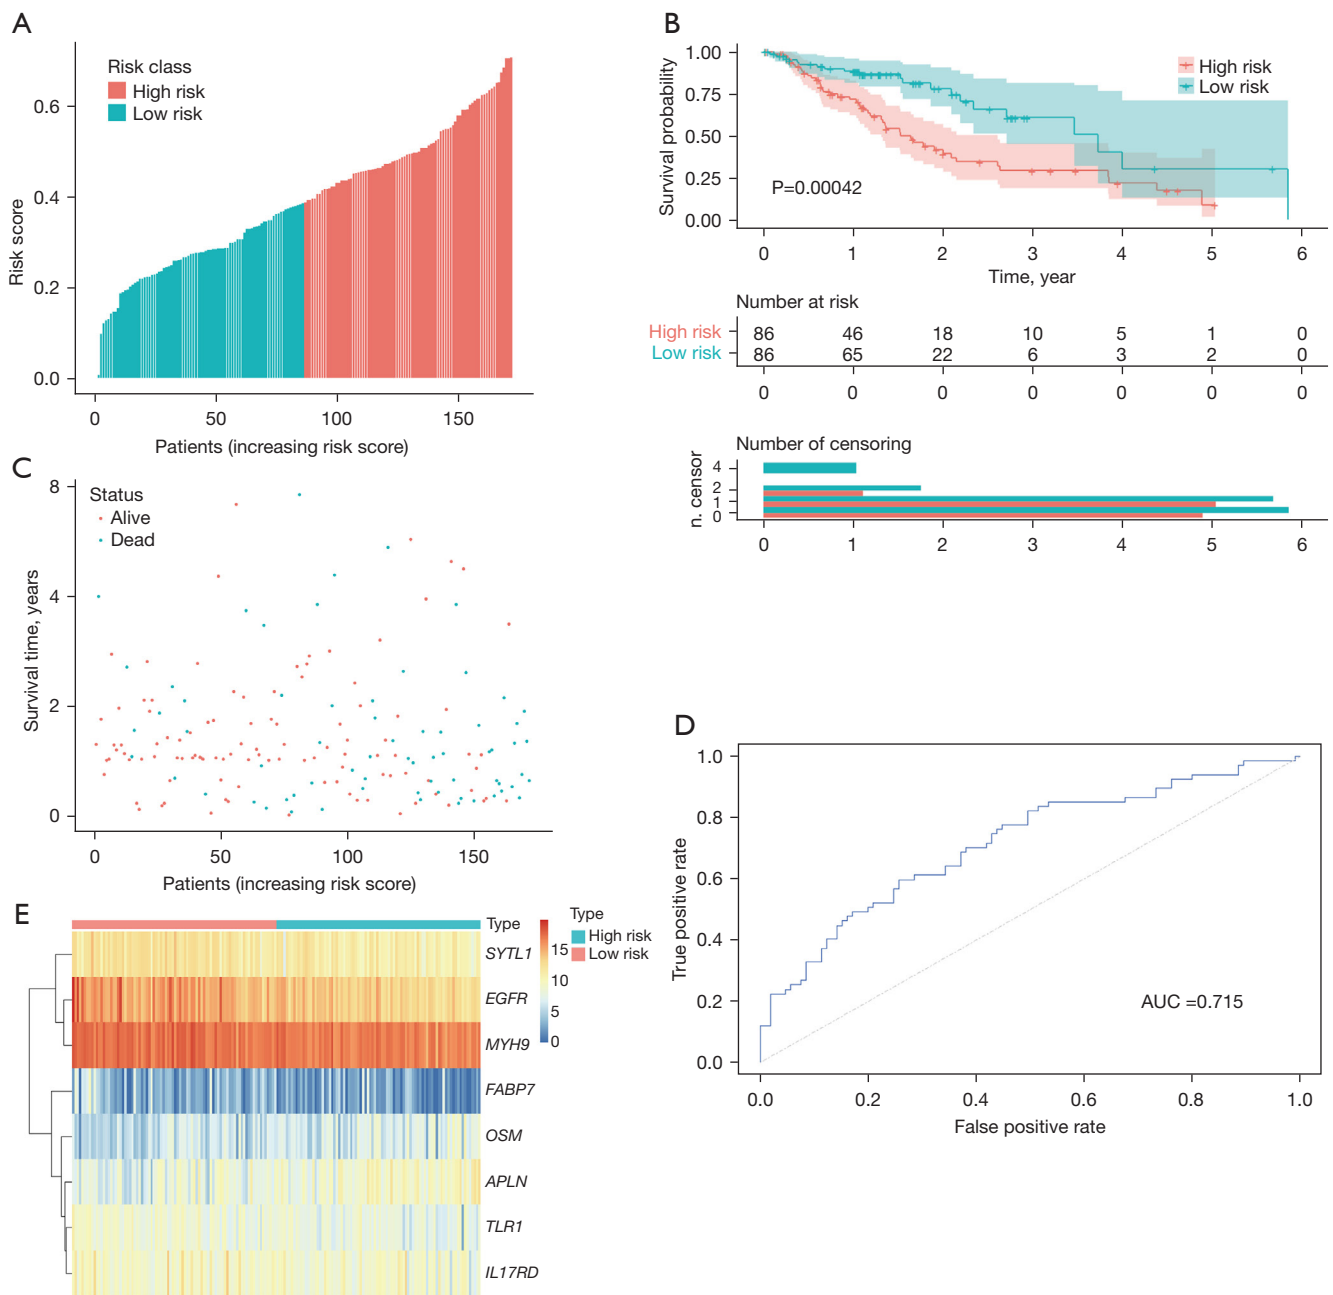 A
Risk class
High risk
Low risk
0.6
0.4
0.2
0.0
Risk score
0 50 100 150
Patients (increasing risk score)
B
1.00
0.75
0.50
0.25
0.00
Survival probability
High risk
Low risk
P=0.00042
0 1 2 3 4 5 6
Time, year
Number at risk
High risk 86 46 18 10 5 1 0
Low risk 86 65 22 6 3 2 0
0 0 0 0 0 0 0
Number of censoring
n. censor
4
2
1
0
0 1 2 3 4 5 6
C
Status
Alive
Dead
8
4
2
0
Survival time, years
0 50 100 150
Patients (increasing risk score)
D
1.0
0.8
0.6
0.4
0.2
0.0
True positive rate
AUC =0.715
0.0 0.2 0.4 0.6 0.8 1.0
False positive rate
E
Type
SYTL1
EGFR
MYH9
FABP7
OSM
APLN
TLR1
IL17RD
15
10
5
0
Type
High risk
Low risk